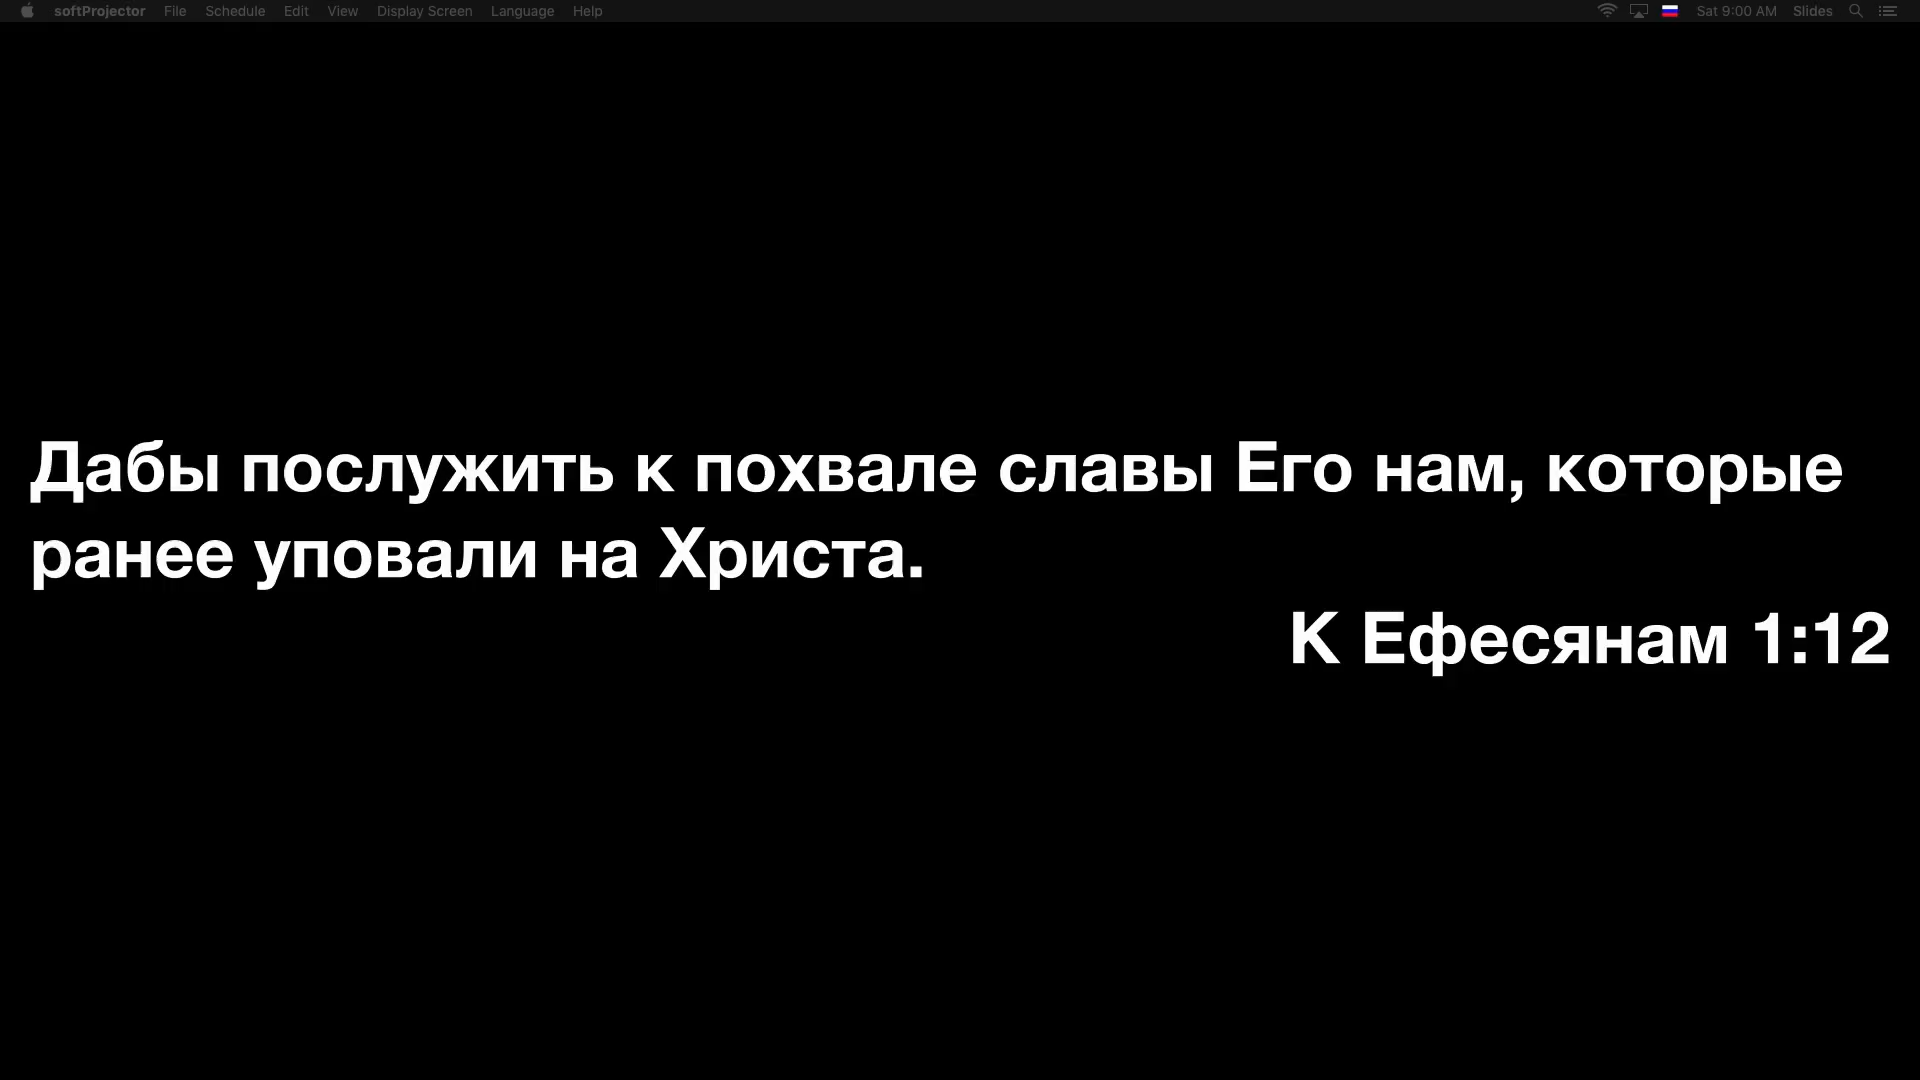 softProjector File Schedule Edit View Display Screen Language Help Sat 9:00 AM Slides
Дабы послужить к похвале славы Его нам, которые
ранее уповали на Христа.
К Ефесянам 1:12